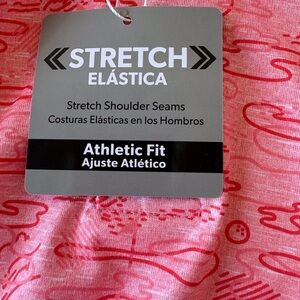 STRETCH
ELÁSTICA
Stretch Shoulder Seams
Costuras Elásticas en los Hombros
Athletic Fit
Ajuste Atlético